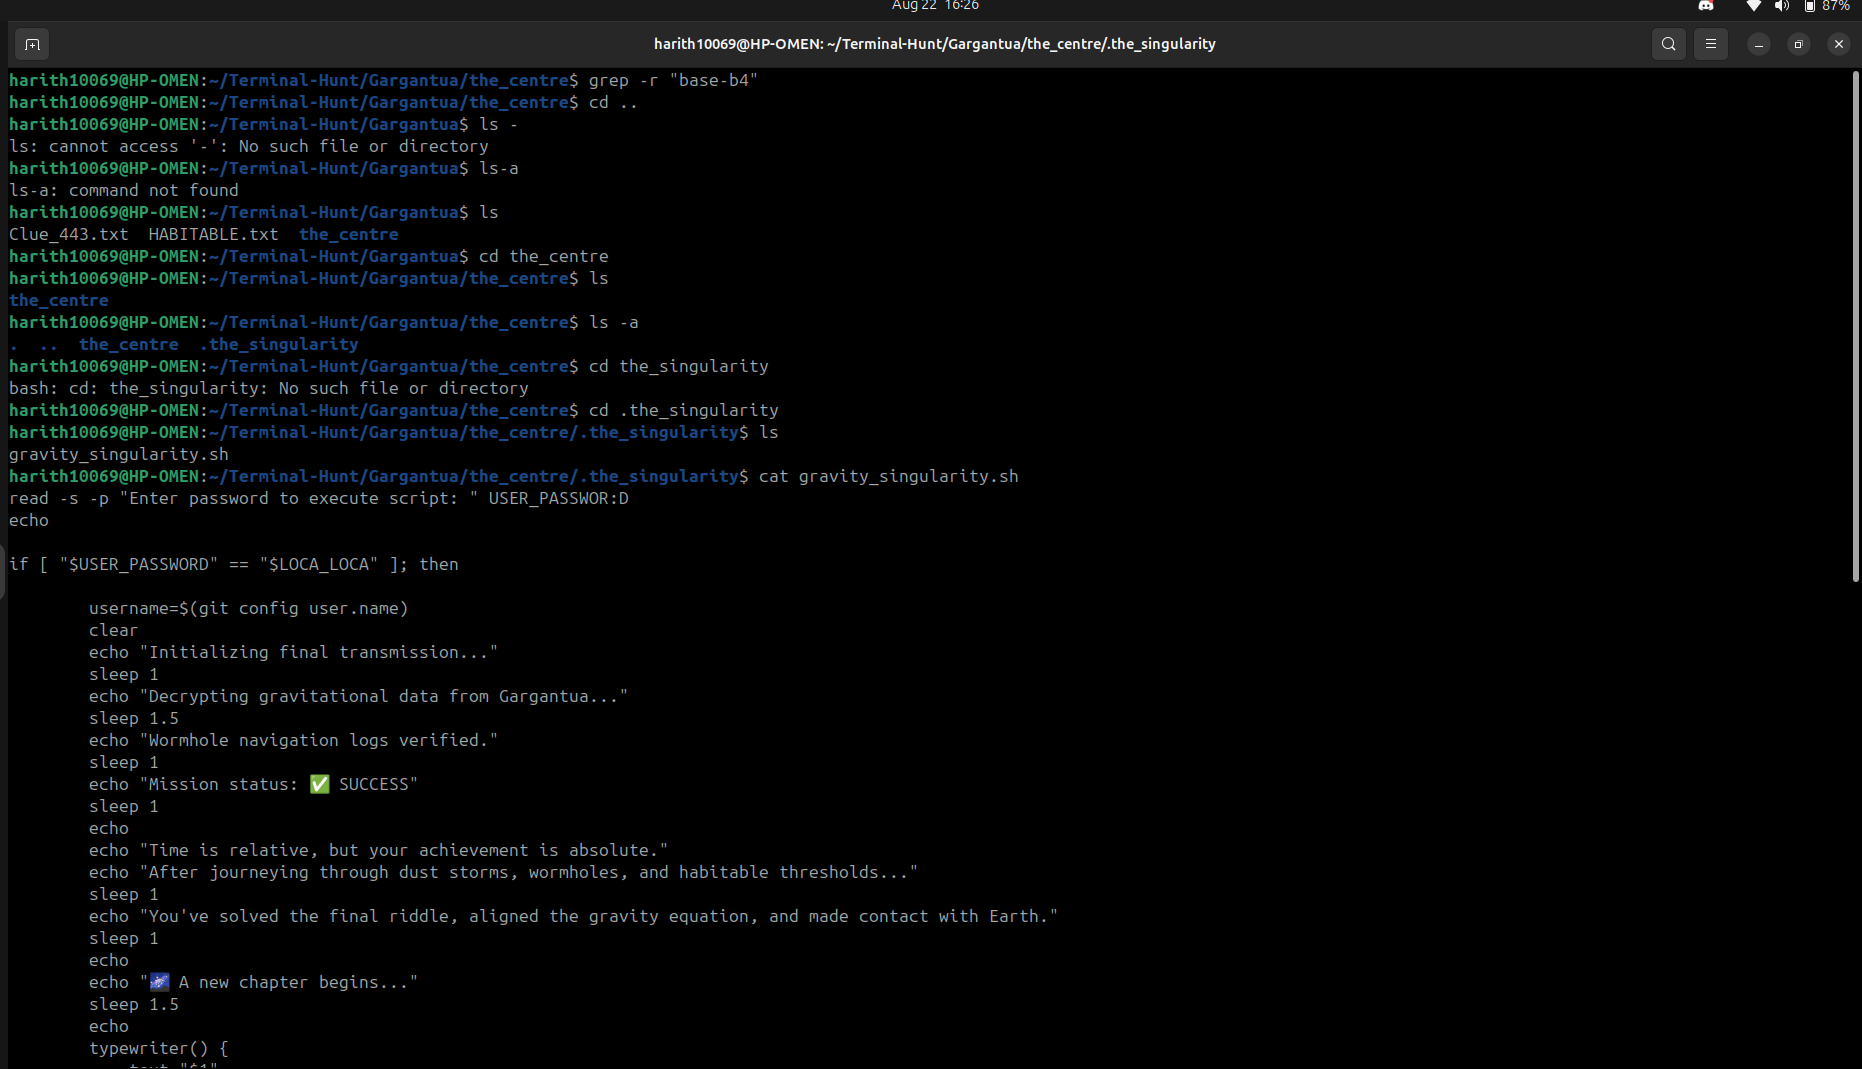 Aug 22 16:26
87%
harith10069@HP-OMEN: ~/Terminal-Hunt/Gargantua/the_centre/.the_singularity
harith10069@HP-OMEN:~/Terminal-Hunt/Gargantua/the_centre$ grep -r "base-b4"
harith10069@HP-OMEN:~/Terminal-Hunt/Gargantua/the_centre$ cd ..
harith10069@HP-OMEN:~/Terminal-Hunt/Gargantua$ ls -
ls: cannot access '-': No such file or directory
harith10069@HP-OMEN:~/Terminal-Hunt/Gargantua$ ls-a
ls-a: command not found
harith10069@HP-OMEN:~/Terminal-Hunt/Gargantua$ ls
Clue_443.txt  HABITABLE.txt  the_centre
harith10069@HP-OMEN:~/Terminal-Hunt/Gargantua$ cd the_centre
harith10069@HP-OMEN:~/Terminal-Hunt/Gargantua/the_centre$ ls
the_centre
harith10069@HP-OMEN:~/Terminal-Hunt/Gargantua/the_centre$ ls -a
.  ..  the_centre  .the_singularity
harith10069@HP-OMEN:~/Terminal-Hunt/Gargantua/the_centre$ cd the_singularity
bash: cd: the_singularity: No such file or directory
harith10069@HP-OMEN:~/Terminal-Hunt/Gargantua/the_centre$ cd .the_singularity
harith10069@HP-OMEN:~/Terminal-Hunt/Gargantua/the_centre/.the_singularity$ ls
gravity_singularity.sh
harith10069@HP-OMEN:~/Terminal-Hunt/Gargantua/the_centre/.the_singularity$ cat gravity_singularity.sh
read -s -p "Enter password to execute script: " USER_PASSWOR:D
echo
if [ "$USER_PASSWORD" == "$LOCA_LOCA" ]; then
username=$(git config user.name)
clear
echo "Initializing final transmission..."
sleep 1
echo "Decrypting gravitational data from Gargantua..."
sleep 1.5
echo "Wormhole navigation logs verified."
sleep 1
echo "Mission status: ✅ SUCCESS"
sleep 1
echo
echo "Time is relative, but your achievement is absolute."
echo "After journeying through dust storms, wormholes, and habitable thresholds..."
sleep 1
echo "You've solved the final riddle, aligned the gravity equation, and made contact with Earth."
sleep 1
echo
echo "🌌 A new chapter begins..."
sleep 1.5
echo
typewriter() {